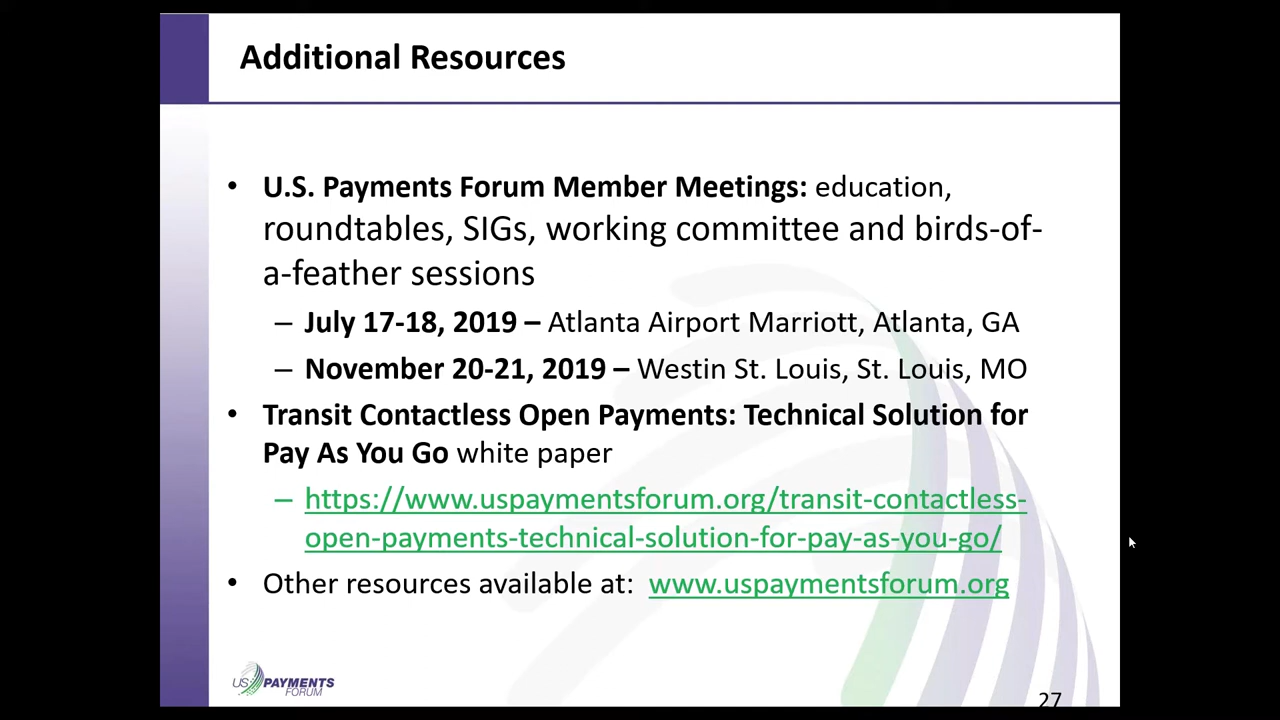 Additional Resources
• U.S. Payments Forum Member Meetings: education,
roundtables, SIGs, working committee and birds-of-
a-feather sessions
– July 17-18, 2019 – Atlanta Airport Marriott, Atlanta, GA
– November 20-21, 2019 – Westin St. Louis, St. Louis, MO
• Transit Contactless Open Payments: Technical Solution for
Pay As You Go white paper
– https://www.uspaymentsforum.org/transit-contactless-
open-payments-technical-solution-for-pay-as-you-go/
• Other resources available at: www.uspaymentsforum.org
US PAYMENTS
FORUM
27